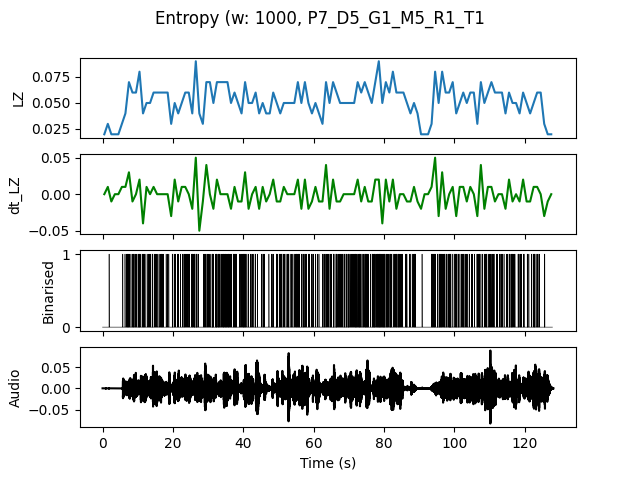 Entropy (w: 1000, P7_D5_G1_M5_R1_T1
LZ
0.075
0.050
0.025
dt_LZ
0.05
0.00
−0.05
Binarised
1
0
Audio
0.05
0.00
−0.05
0 20 40 60 80 100 120
Time (s)